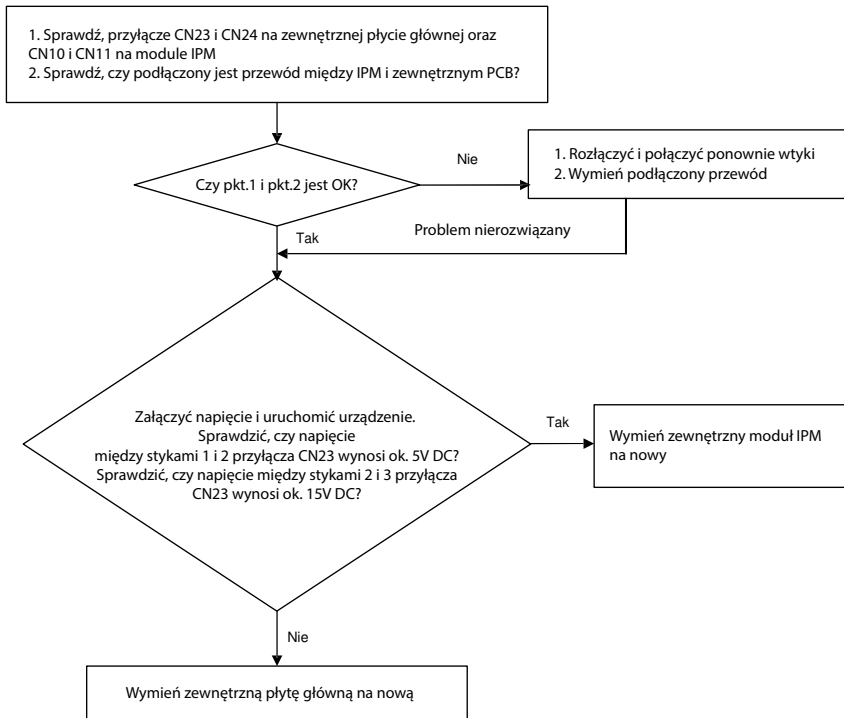 1. Sprawdź, przyłącze CN23 i CN24 na zewnętrznej płycie głównej oraz
CN10 i CN11 na module IPM
2. Sprawdź, czy podłączony jest przewód między IPM i zewnętrznym PCB?
Czy pkt.1 i pkt.2 jest OK?
Nie
1. Rozłączyć i połączyć ponownie wtyki
2. Wymień podłączony przewód
Tak
Problem nierozwiązany
Załączyć napięcie i uruchomić urządzenie.
Sprawdzić, czy napięcie
między stykami 1 i 2 przyłącza CN23 wynosi ok. 5V DC?
Sprawdzić, czy napięcie między stykami 2 i 3 przyłącza
CN23 wynosi ok. 15V DC?
Tak
Wymień zewnętrzny moduł IPM
na nowy
Nie
Wymień zewnętrzną płytę główną na nową